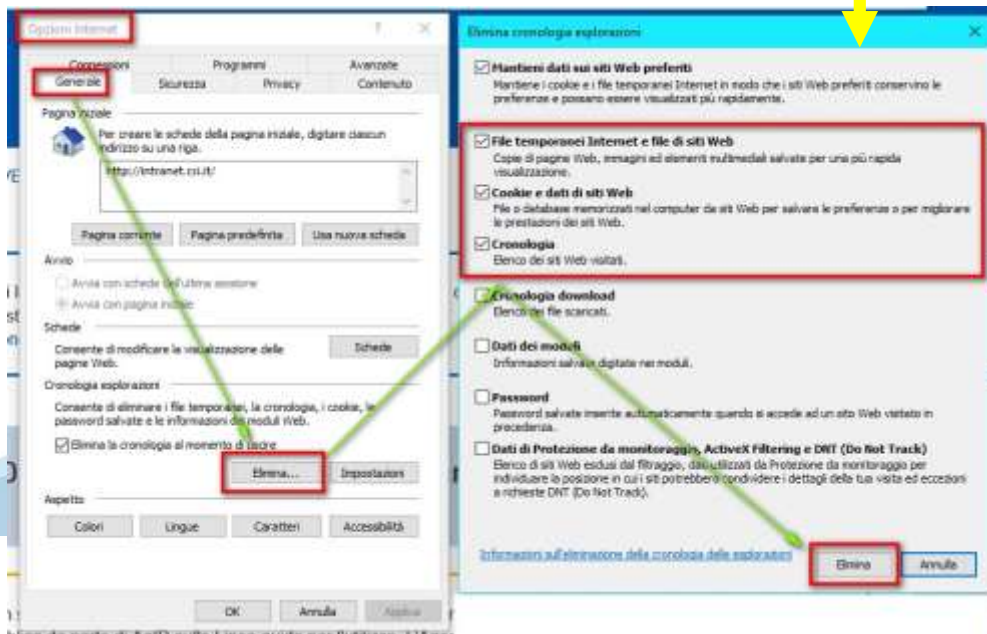 Opzioni Internet
Connessioni Programmi Avanzate
Generale Sicurezza Privacy Contenuto
Pagina iniziale
Per creare le schede della pagina iniziale, digitare ciascun
indirizzo su una riga.
http://intranet.csi.it/
Pagina corrente Pagina predefinita Usa nuova scheda
Avvio
Avvia con schede dell'ultima sessione
Avvia con pagina iniziale
Schede
Consente di modificare la visualizzazione delle
pagine Web.
Schede
Cronologia esplorazioni
Consente di eliminare i file temporanei, la cronologia, i cookie, le
password salvate e le informazioni dei moduli Web.
Elimina la cronologia al momento di uscire
Elimina... Impostazioni
Aspetto
Colori Lingue Caratteri Accessibilità
OK Annulla Applica
Elimina cronologia esplorazioni
Mantieni dati sui siti Web preferiti
Mantiene i cookie e i file temporanei Internet in modo che i siti Web preferiti conservino le
preferenze e possano essere visualizzati più rapidamente.
File temporanei Internet e file di siti Web
Copie di pagine Web, immagini ed elementi multimediali salvate per una più rapida
visualizzazione.
Cookie e dati di siti Web
File o database memorizzati nel computer da siti Web per salvare le preferenze o per migliorare
le prestazioni dei siti Web.
Cronologia
Elenco dei siti Web visitati.
Cronologia download
Elenco dei file scaricati.
Dati dei moduli
Informazioni salvate digitate nei moduli.
Password
Password salvate inserite automaticamente quando si accede ad un sito Web visitato in
precedenza.
Dati di Protezione da monitoraggio, ActiveX Filtering e DNT (Do Not Track)
Elenco di siti Web esclusi dal filtraggio, dati utilizzati da Protezione da monitoraggio per
individuare la posizione in cui i siti potrebbero condividere i dettagli della tua visita ed eccezioni
a richieste DNT (Do Not Track).
Informazioni sull'eliminazione della cronologia delle esplorazioni
Elimina Annulla